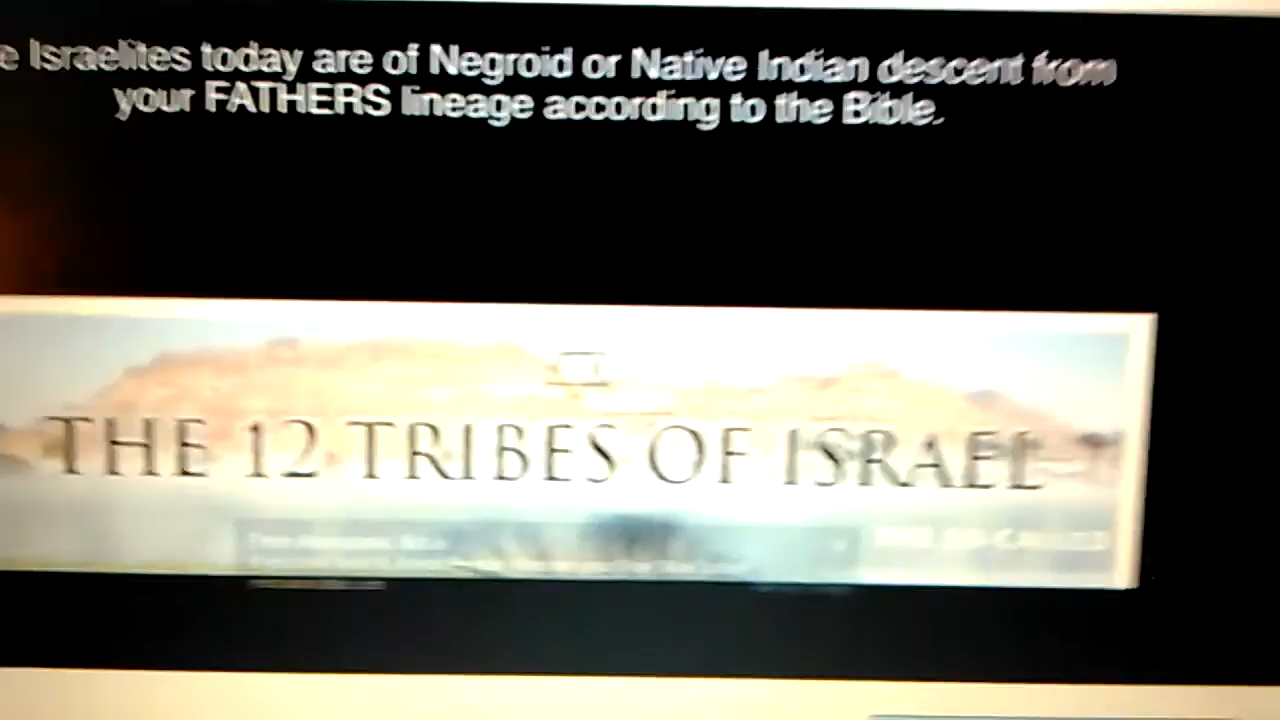 e Israelites today are of Negroid or Native Indian descent from
your FATHERS lineage according to the Bible.
THE 12 TRIBES OF ISRAEL